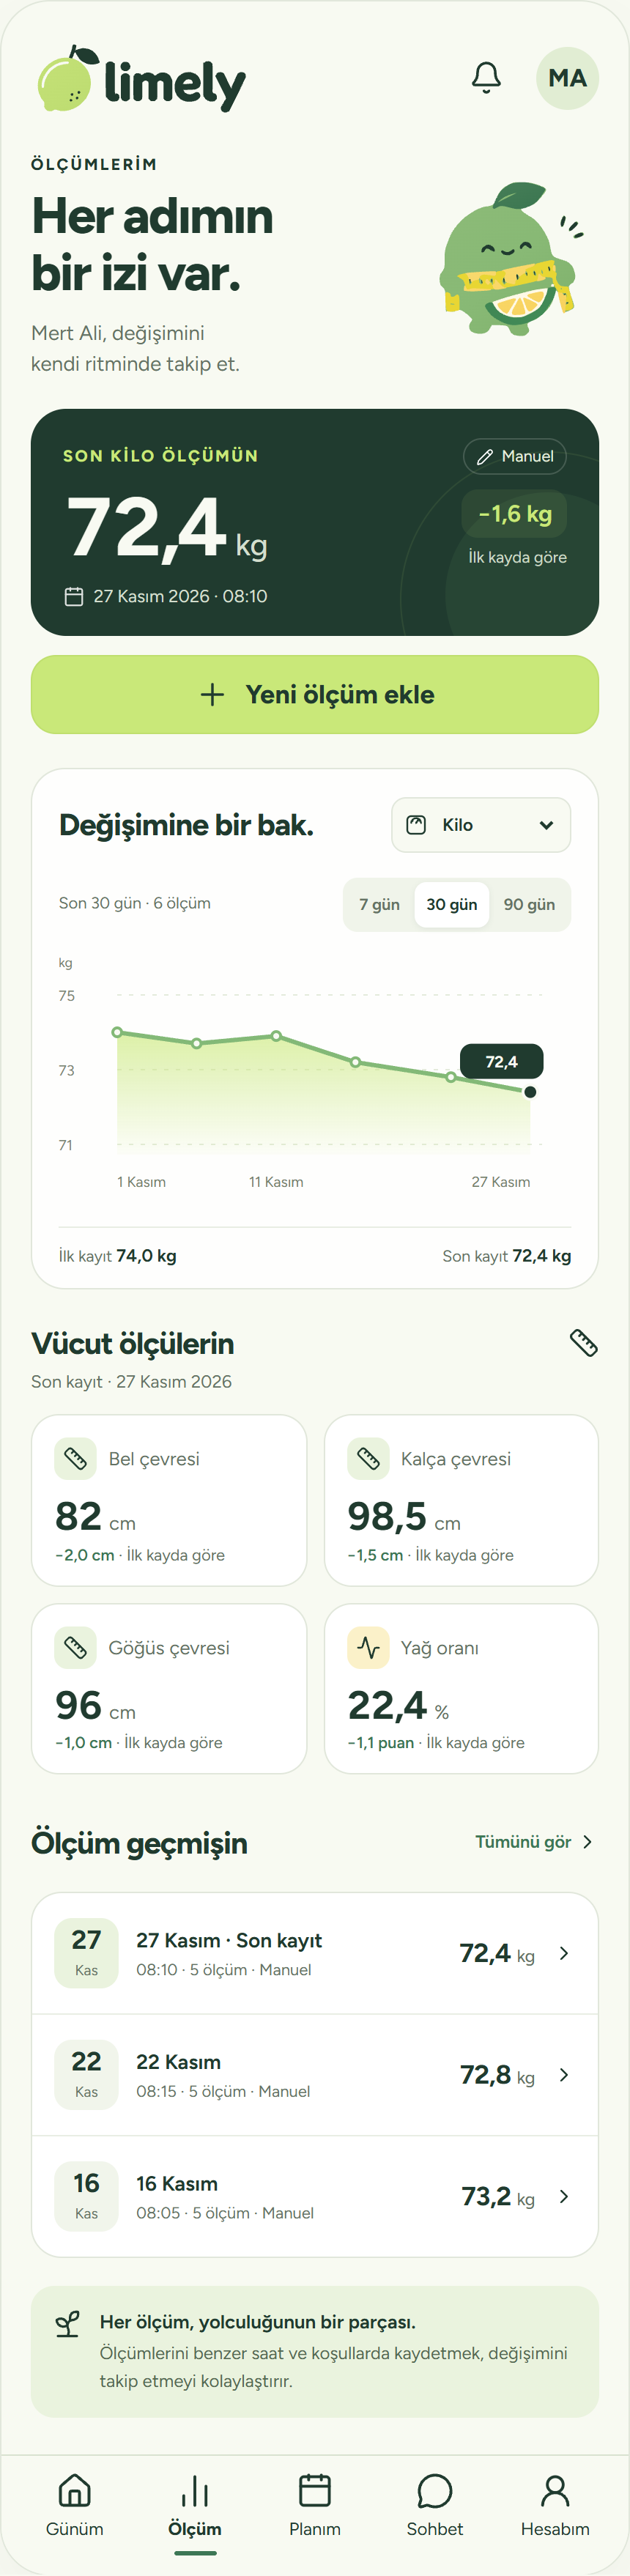 limely
MA
ÖLÇÜMLERİM
Her adımın
bir izi var.
Mert Ali, değişimini
kendi ritminde takip et.
SON KİLO ÖLÇÜMÜN
Manuel
72,4 kg
−1,6 kg
İlk kayda göre
27 Kasım 2026 · 08:10
Yeni ölçüm ekle
Değişimine bir bak.
Kilo
Son 30 gün · 6 ölçüm
7 gün
30 gün
90 gün
kg
75
73
71
72,4
1 Kasım
11 Kasım
27 Kasım
İlk kayıt 74,0 kg
Son kayıt 72,4 kg
Vücut ölçülerin
Son kayıt · 27 Kasım 2026
Bel çevresi
82 cm
−2,0 cm · İlk kayda göre
Kalça çevresi
98,5 cm
−1,5 cm · İlk kayda göre
Göğüs çevresi
96 cm
−1,0 cm · İlk kayda göre
Yağ oranı
22,4 %
−1,1 puan · İlk kayda göre
Ölçüm geçmişin
Tümünü gör
27
Kas
27 Kasım · Son kayıt
08:10 · 5 ölçüm · Manuel
72,4 kg
22
Kas
22 Kasım
08:15 · 5 ölçüm · Manuel
72,8 kg
16
Kas
16 Kasım
08:05 · 5 ölçüm · Manuel
73,2 kg
Her ölçüm, yolculuğunun bir parçası.
Ölçümlerini benzer saat ve koşullarda kaydetmek, değişimini
takip etmeyi kolaylaştırır.
Günüm
Ölçüm
Planım
Sohbet
Hesabım